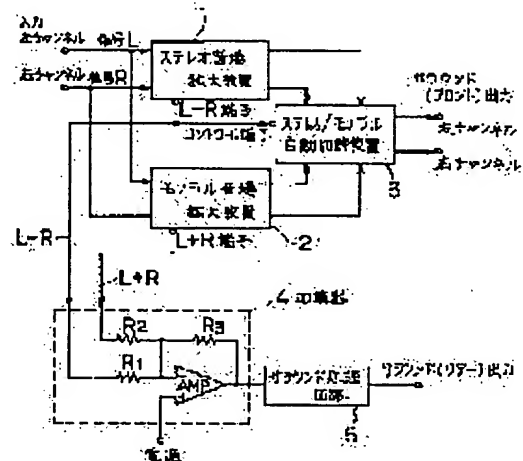 1
入力
左チャンネル 信号L
ステレオ音場
拡大装置
右チャンネル 信号R
L-R端子
サラウンド
(フロント)出力
コントロール端子
ステレオ/モノラル
自動切替装置
左チャンネル
右チャンネル
3
モノラル音場
拡大装置
L+R端子
2
L-R
L+R
4
R2
R3
R1
AMP
サラウンド処理
回路
サラウンド(リアー)出力
5
電源